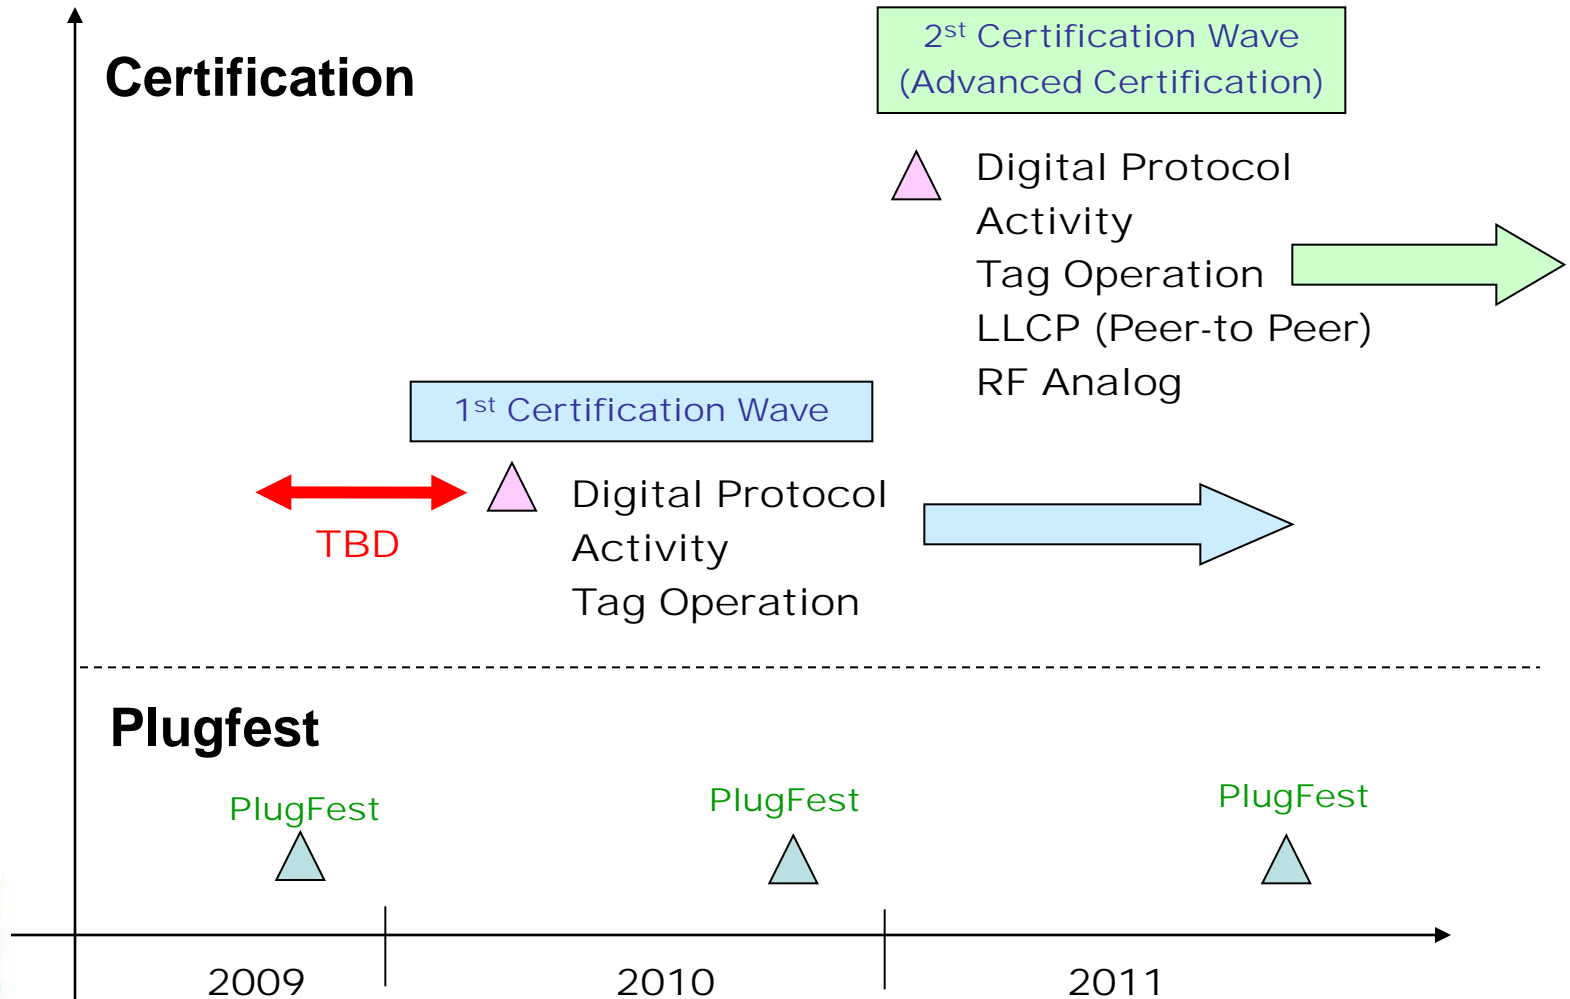 Certification
2st Certification Wave
(Advanced Certification)
Digital Protocol
Activity
Tag Operation
LLCP (Peer-to Peer)
RF Analog
1st Certification Wave
TBD
Digital Protocol
Activity
Tag Operation
Plugfest
PlugFest
PlugFest
PlugFest
2009
2010
2011